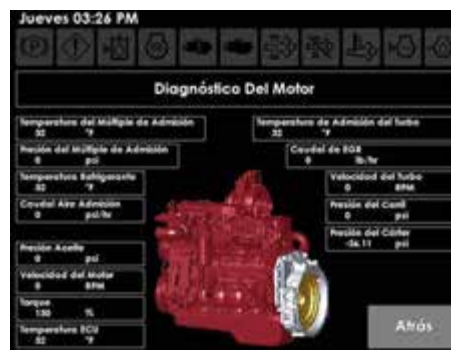 Jueves 03:26 PM
Diagnóstico Del Motor
Temperatura del Múltiple de Admisión
32 °F
Temperatura de Admisión del Turbo
32 °F
Presión del Múltiple de Admisión
0 psi
Caudal de EGR
0 lb/hr
Temperatura Refrigerante
32 °F
Velocidad del Turbo
0 RPM
Caudal Aire Admisión
0 psi/hr
Presión del Carril
0 psi
Presión Aceite
0 psi
Presión del Cárter
-36.11 psi
Velocidad del Motor
0 RPM
Torque
130 %
Temperatura ECU
32 °F
Atrás